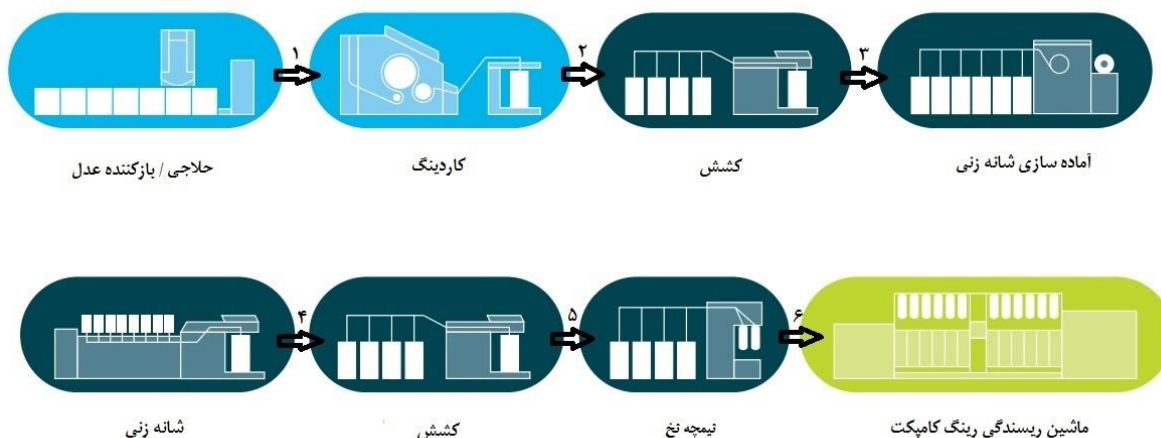 ۱
۲
۳
حلاجی / بازکننده عدل
کاردینگ
کشش
آماده سازی شانه زنی
۴
۵
۶
شانه زنی
کشش
نیمچه نخ
ماشین ریسندگی رینگ کامپکت